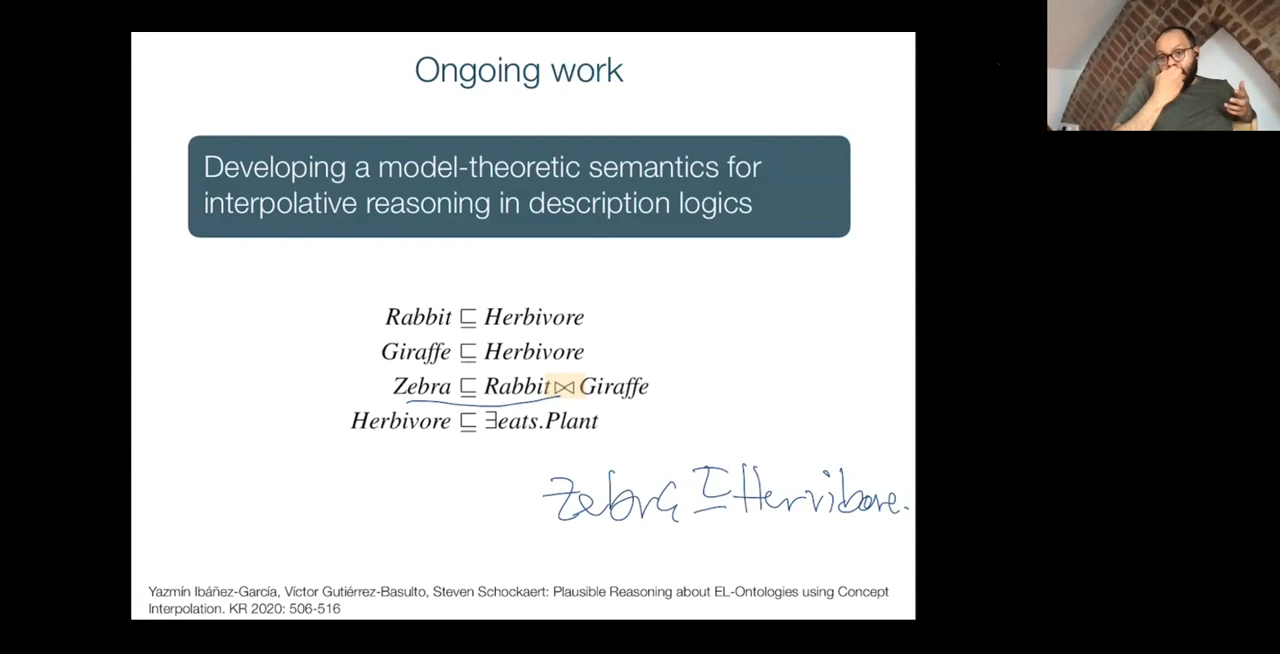 Ongoing work
Developing a model-theoretic semantics for
interpolative reasoning in description logics
Rabbit ⊑ Herbivore
Giraffe ⊑ Herbivore
Zebra ⊑ Rabbit⋈Giraffe
Herbivore ⊑ ∃eats.Plant
Zebra ⊑ Hervibore.
Yazmín Ibáñez-García, Víctor Gutiérrez-Basulto, Steven Schockaert: Plausible Reasoning about EL-Ontologies using Concept
Interpolation. KR 2020: 506-516